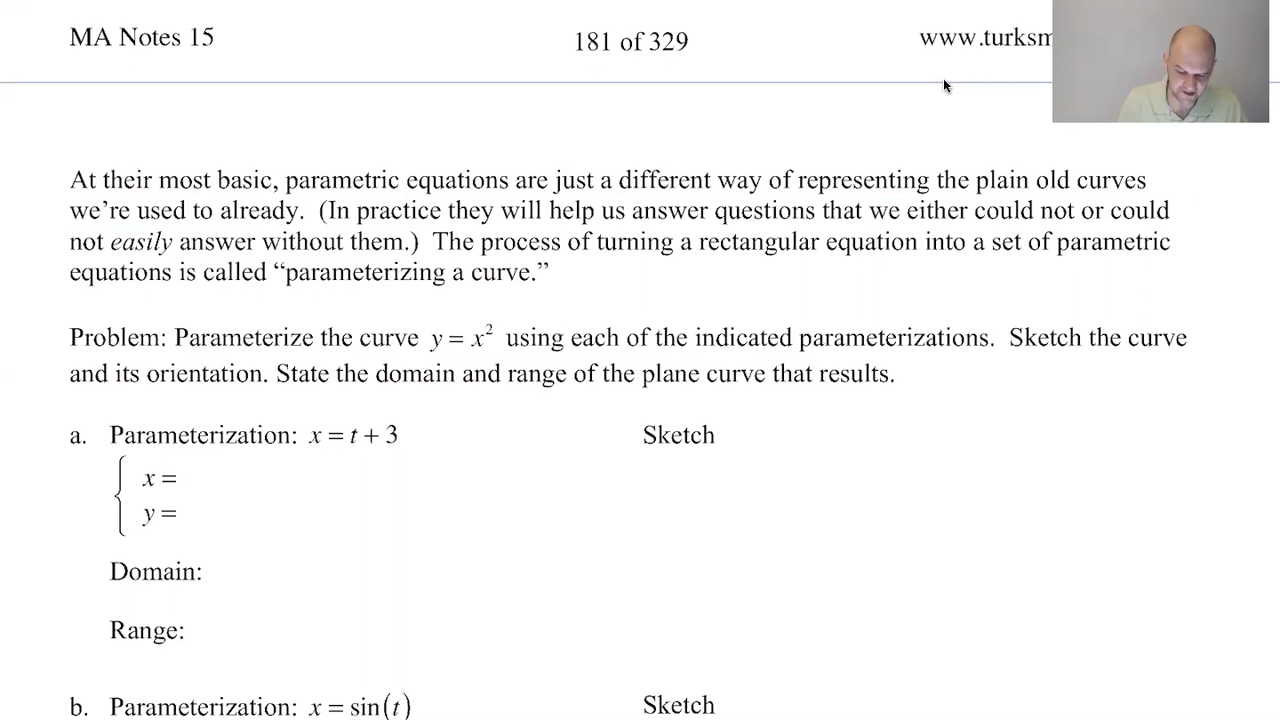 MA Notes 15
181 of 329
At their most basic, parametric equations are just a different way of representing the plain old curves
we’re used to already.  (In practice they will help us answer questions that we either could not or could
not easily answer without them.)  The process of turning a rectangular equation into a set of parametric
equations is called “parameterizing a curve.”
Problem: Parameterize the curve y = x² using each of the indicated parameterizations.  Sketch the curve
and its orientation. State the domain and range of the plane curve that results.
a. Parameterization: x = t + 3
Sketch
{ x =
y =
Domain:
Range:
b. Parameterization: x = sin(t)
Sketch